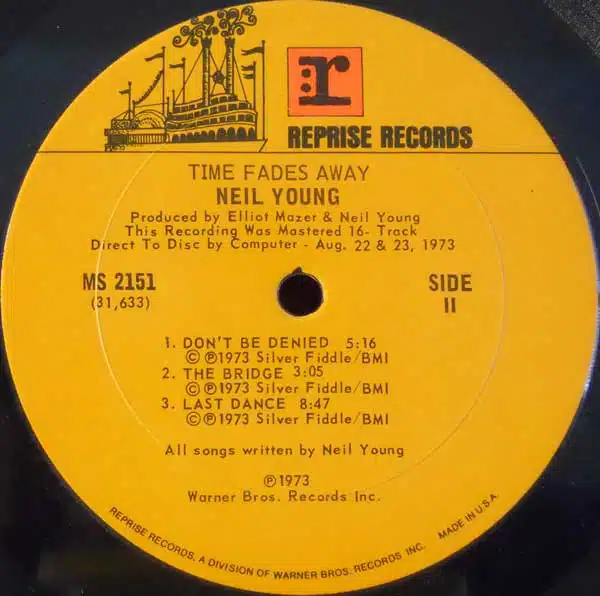 r
REPRISE RECORDS
TIME FADES AWAY
NEIL YOUNG
Produced by Elliot Mazer & Neil Young
This Recording Was Mastered 16- Track
Direct To Disc by Computer - Aug. 22 & 23, 1973
MS 2151
(31,633)
SIDE
II
1. DON'T BE DENIED 5:16
©℗1973 Silver Fiddle/BMI
2. THE BRIDGE 3:05
©℗1973 Silver Fiddle/BMI
3. LAST DANCE 8:47
©℗1973 Silver Fiddle/BMI
All songs written by Neil Young
℗1973
Warner Bros. Records Inc.
REPRISE RECORDS, A DIVISION OF WARNER BROS. RECORDS INC. MADE IN U.S.A.